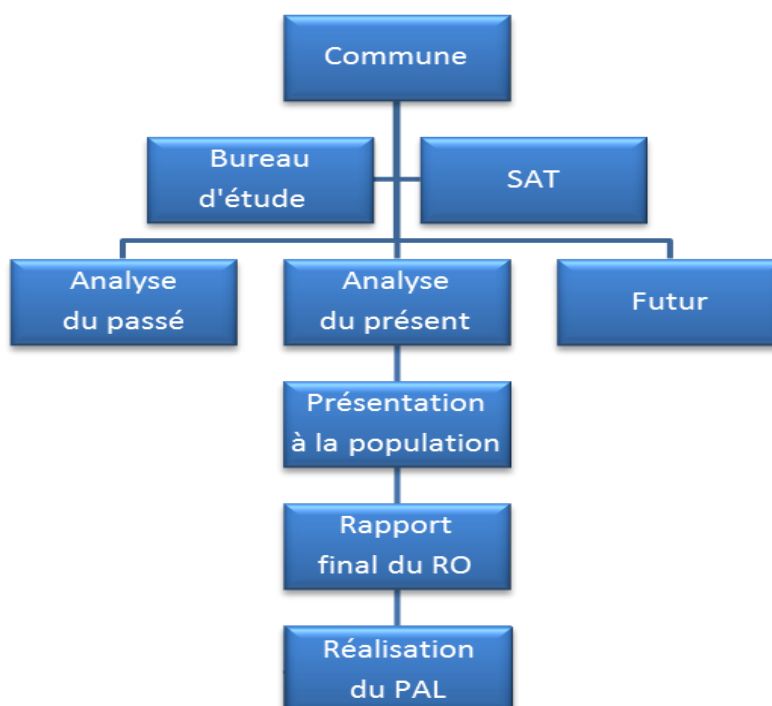 Commune
Bureau
d'étude
SAT
Analyse
du passé
Analyse
du présent
Futur
Présentation
à la population
Rapport
final du RO
Réalisation
du PAL